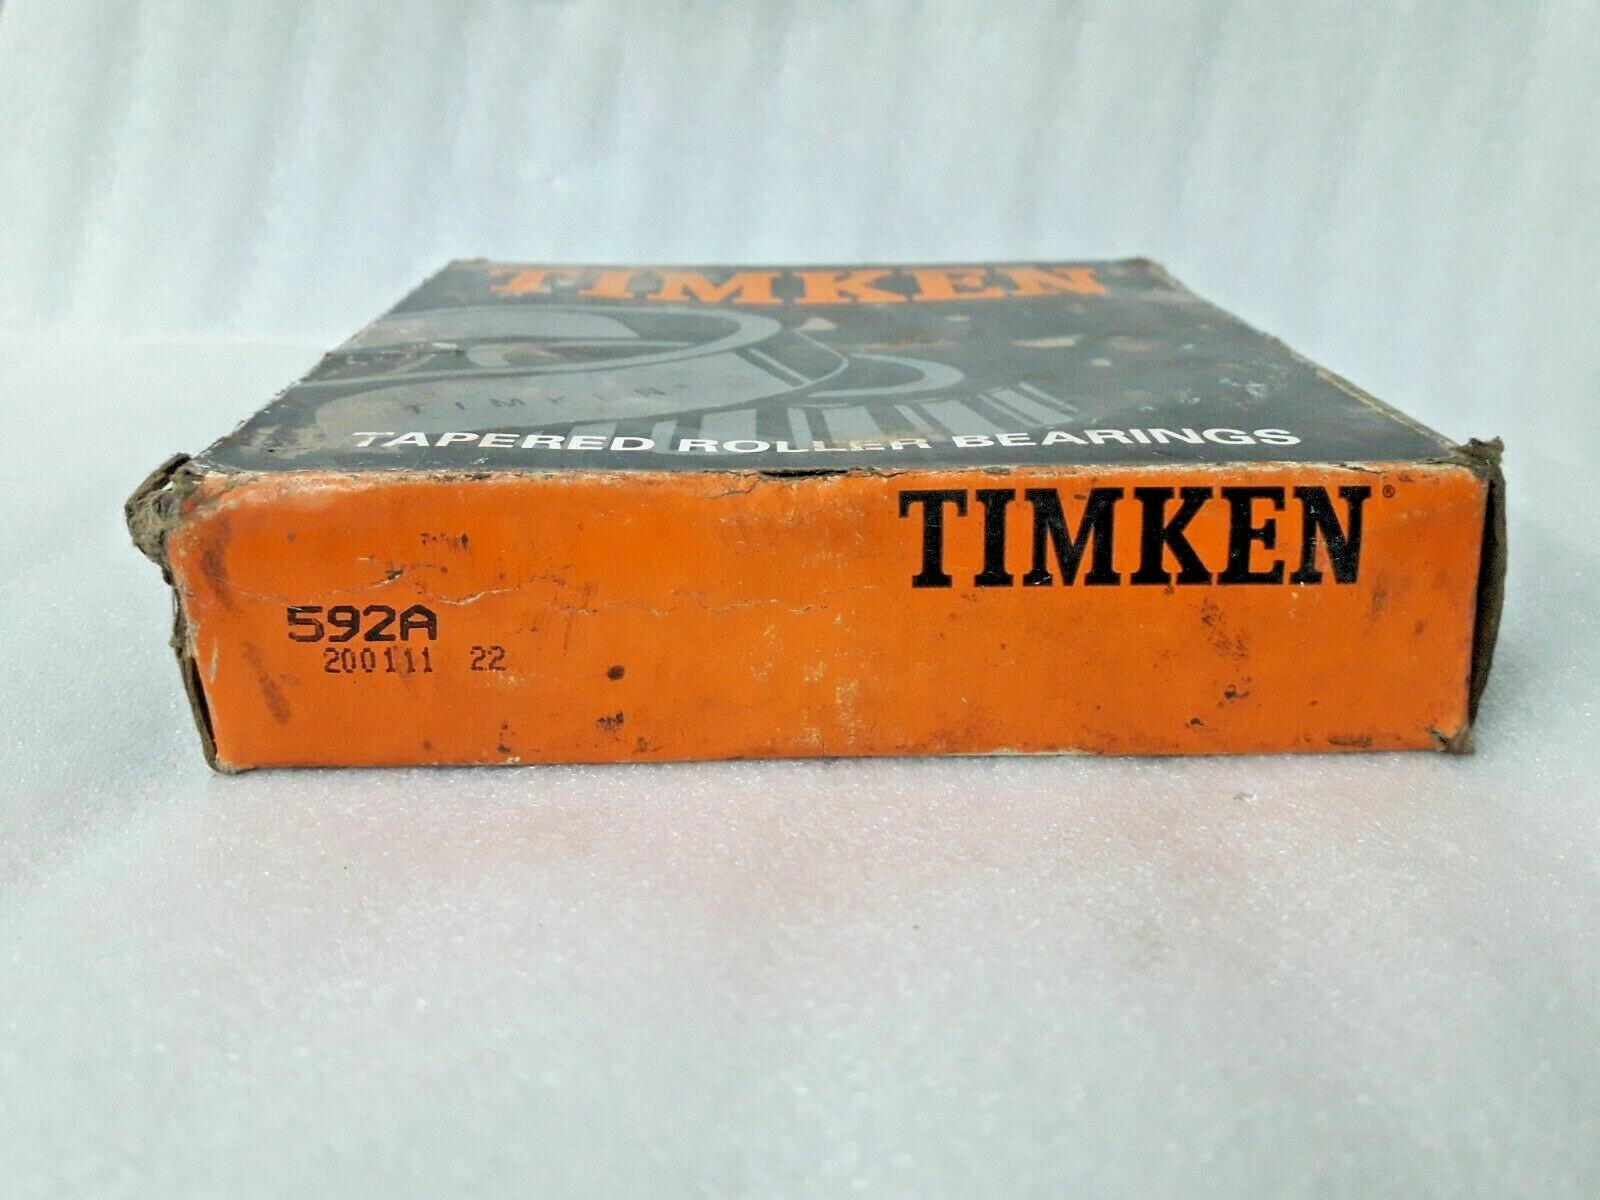 TIMKEN
TIMKEN
TAPERED ROLLER BEARINGS
TIMKEN®
592A
200111 22